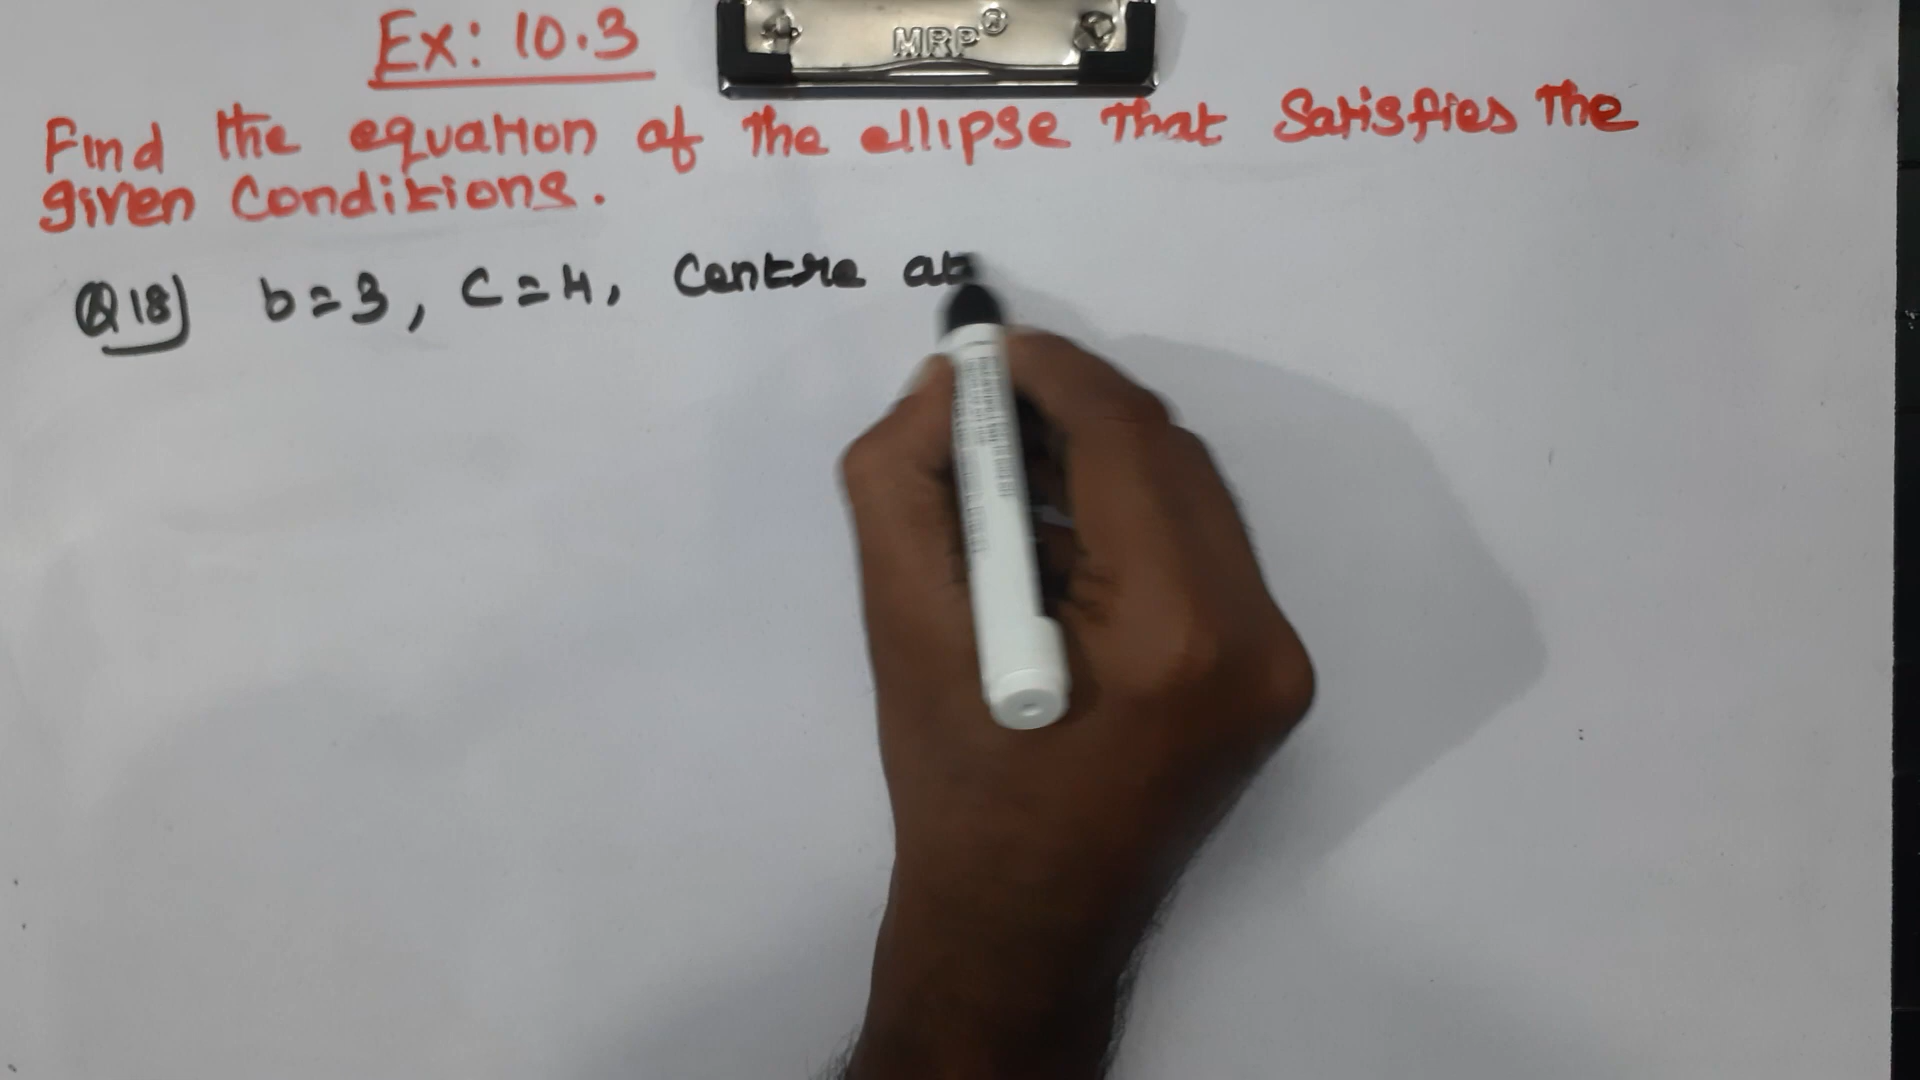 MRP®
Ex: 10.3
Find the equation of the ellipse that satisfies the
given conditions.
Q18) b=3, c=4, centre at